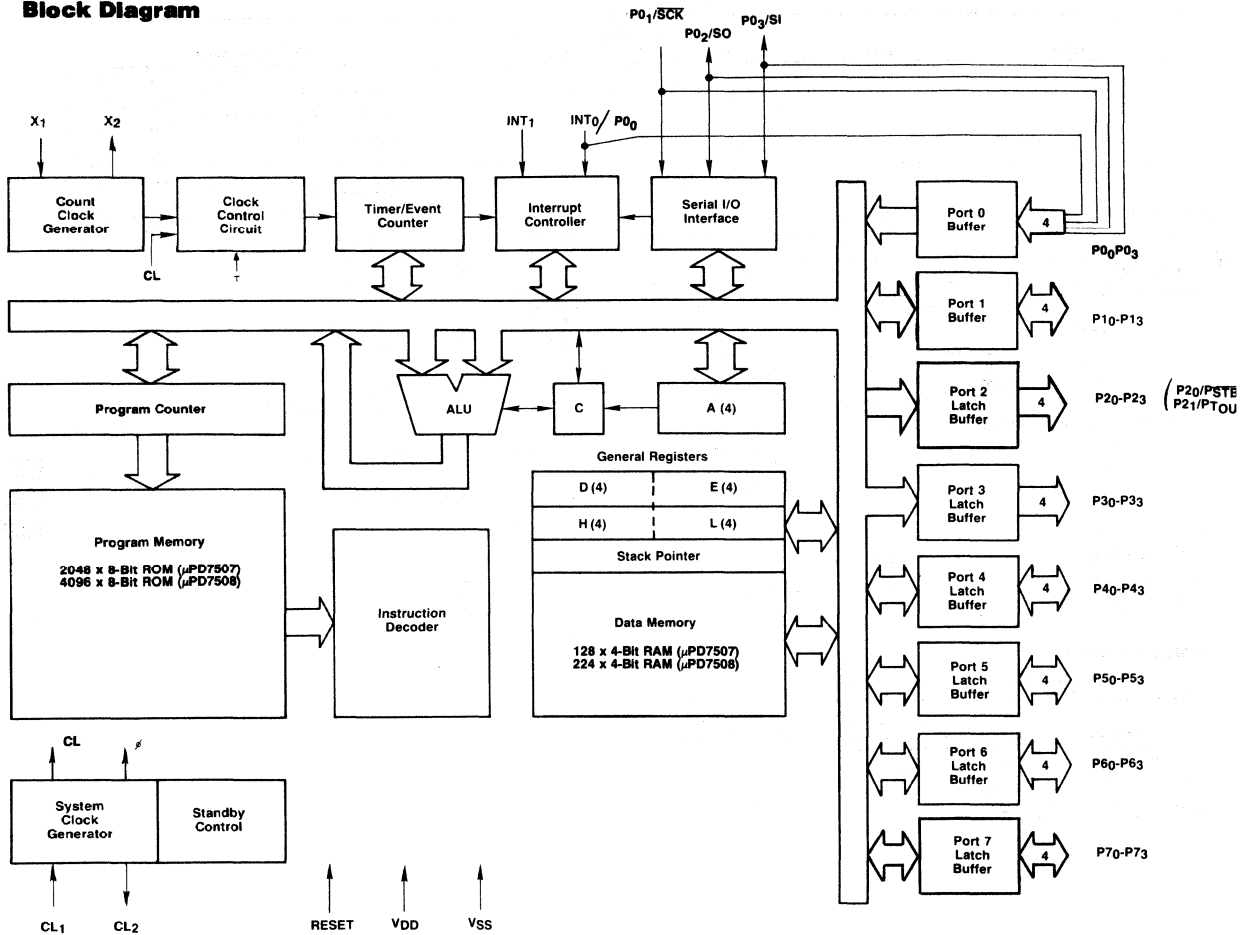 Block Diagram
P0₁/S̅C̅K̅
P0₂/SO
P0₃/SI
X₁
X₂
INT₁
INT₀/P0₀
Count
Clock
Generator
Clock
Control
Circuit
Timer/Event
Counter
Interrupt
Controller
Serial I/O
Interface
Port 0
Buffer
4
P0₀P0₃
CL
τ
Port 1
Buffer
4
P1₀-P1₃
Program Counter
ALU
C
A (4)
Port 2
Latch
Buffer
4
P2₀-P2₃
(P2₀/PS̅T̅E̅
P2₁/PTOU
General Registers
D (4)
E (4)
H (4)
L (4)
Stack Pointer
Port 3
Latch
Buffer
4
P3₀-P3₃
Program Memory
2048 x 8-Bit ROM (μPD7507)
4096 x 8-Bit ROM (μPD7508)
Instruction
Decoder
Data Memory
128 x 4-Bit RAM (μPD7507)
224 x 4-Bit RAM (μPD7508)
Port 4
Latch
Buffer
4
P4₀-P4₃
Port 5
Latch
Buffer
4
P5₀-P5₃
CL
ø
System
Clock
Generator
Standby
Control
Port 6
Latch
Buffer
4
P6₀-P6₃
Port 7
Latch
Buffer
4
P7₀-P7₃
CL₁
CL₂
RESET
VDD
VSS